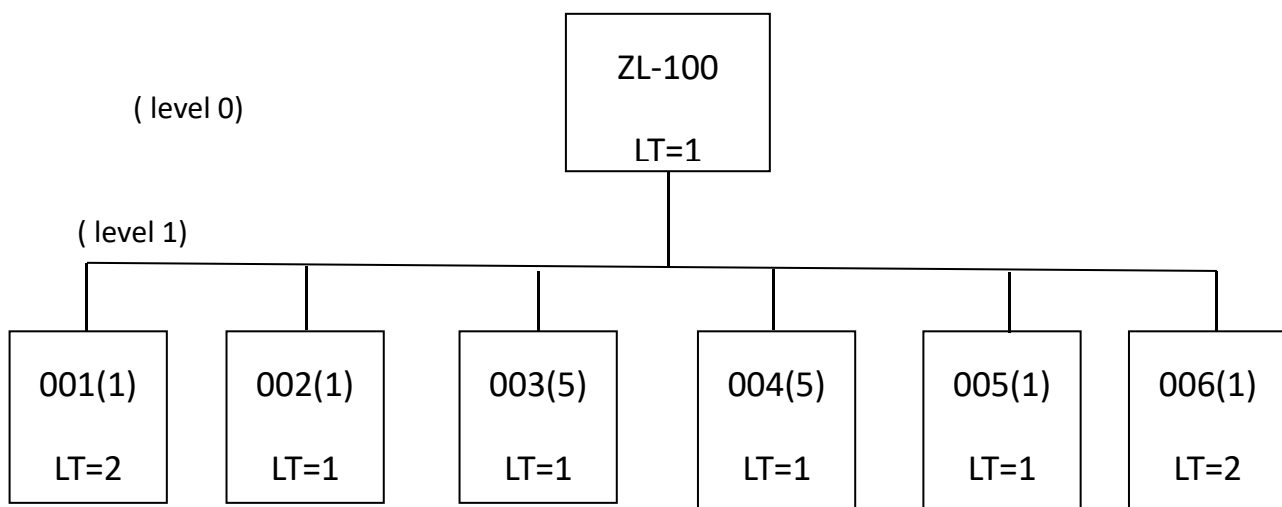 ZL-100
( level 0)
LT=1
( level 1)
001(1) 002(1) 003(5) 004(5) 005(1) 006(1)
LT=2 LT=1 LT=1 LT=1 LT=1 LT=2